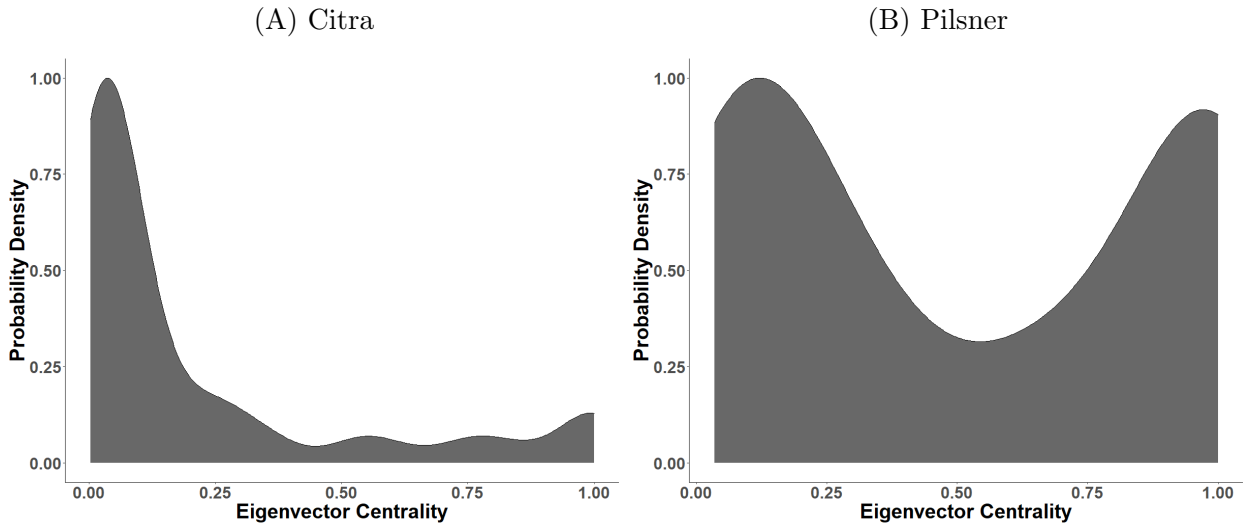 (A) Citra
1.00
0.75
0.50
0.25
0.00
Probability Density
0.00 0.25 0.50 0.75 1.00
Eigenvector Centrality
(B) Pilsner
1.00
0.75
0.50
0.25
0.00
Probability Density
0.00 0.25 0.50 0.75 1.00
Eigenvector Centrality